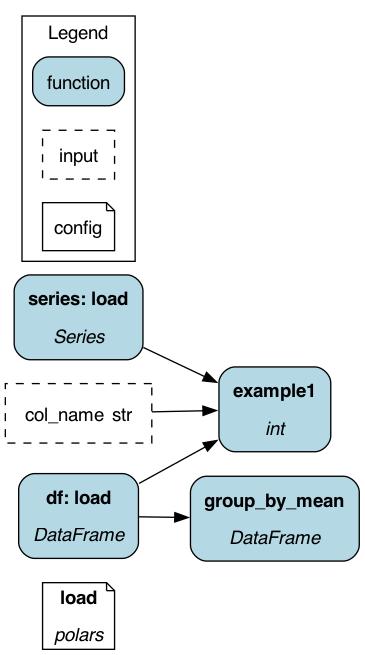 Legend
function
input
config
series: load
Series
example1
int
col_name str
df: load
DataFrame
group_by_mean
DataFrame
load
polars